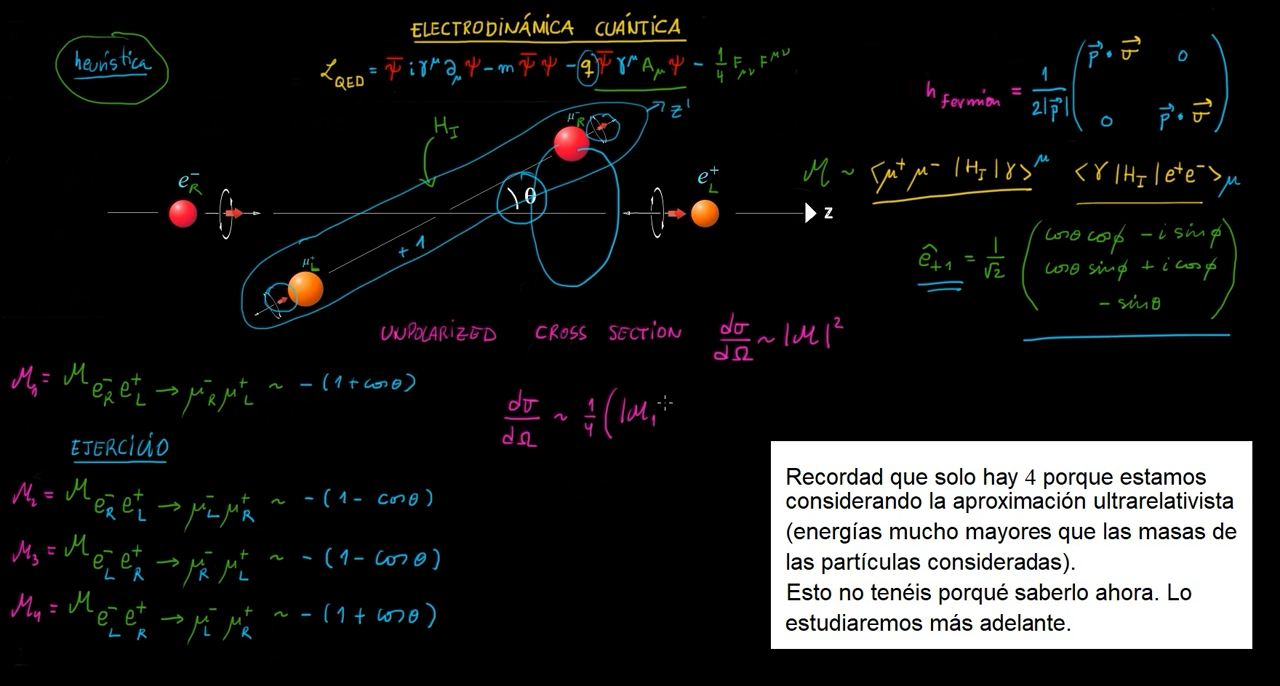 ELECTRODINÁMICA CUÁNTICA
heurística
ℒ_QED = ψ̄ iγ^μ ∂_μ ψ - m ψ̄ ψ - q ψ̄ γ^μ A_μ ψ - 1/4 F_μν F^μν
h_fermion = 1/(2|p⃗|) ( p⃗·σ⃗ 0 ; 0 p⃗·σ⃗ )
H_I
μ⁻_R
z'
e⁻_R
θ
e⁺_L
z
+1
μ⁺_L
ℳ ~ ⟨μ⁺ μ⁻ |H_I| γ⟩^μ ⟨γ |H_I| e⁺e⁻⟩_μ
ê_+1 = 1/√2 ( cosθ cosϕ - i sinϕ ; cosθ sinϕ + i cosϕ ; - sinθ )
UNPOLARIZED CROSS SECTION dσ/dΩ ~ |ℳ|²
ℳ₁ = ℳ e⁻_R e⁺_L → μ⁻_R μ⁺_L ~ - (1 + cosθ)
dσ/dΩ ~ 1/4 ( |ℳ₁
EJERCICIO
ℳ₂ = ℳ e⁻_R e⁺_L → μ⁻_L μ⁺_R ~ - (1 - cosθ)
ℳ₃ = ℳ e⁻_L e⁺_R → μ⁻_R μ⁺_L ~ - (1 - cosθ)
ℳ₄ = ℳ e⁻_L e⁺_R → μ⁻_L μ⁺_R ~ - (1 + cosθ)
Recordad que solo hay 4 porque estamos
considerando la aproximación ultrarelativista
(energías mucho mayores que las masas de
las partículas consideradas).
Esto no tenéis porqué saberlo ahora. Lo
estudiaremos más adelante.